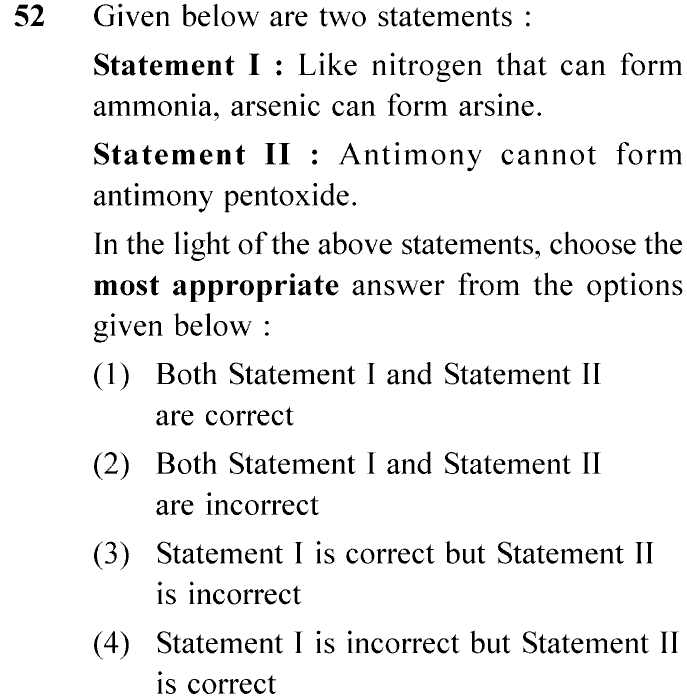 52 Given below are two statements :
Statement I : Like nitrogen that can form
ammonia, arsenic can form arsine.
Statement II : Antimony cannot form
antimony pentoxide.
In the light of the above statements, choose the
most appropriate answer from the options
given below :
(1) Both Statement I and Statement II
are correct
(2) Both Statement I and Statement II
are incorrect
(3) Statement I is correct but Statement II
is incorrect
(4) Statement I is incorrect but Statement II
is correct